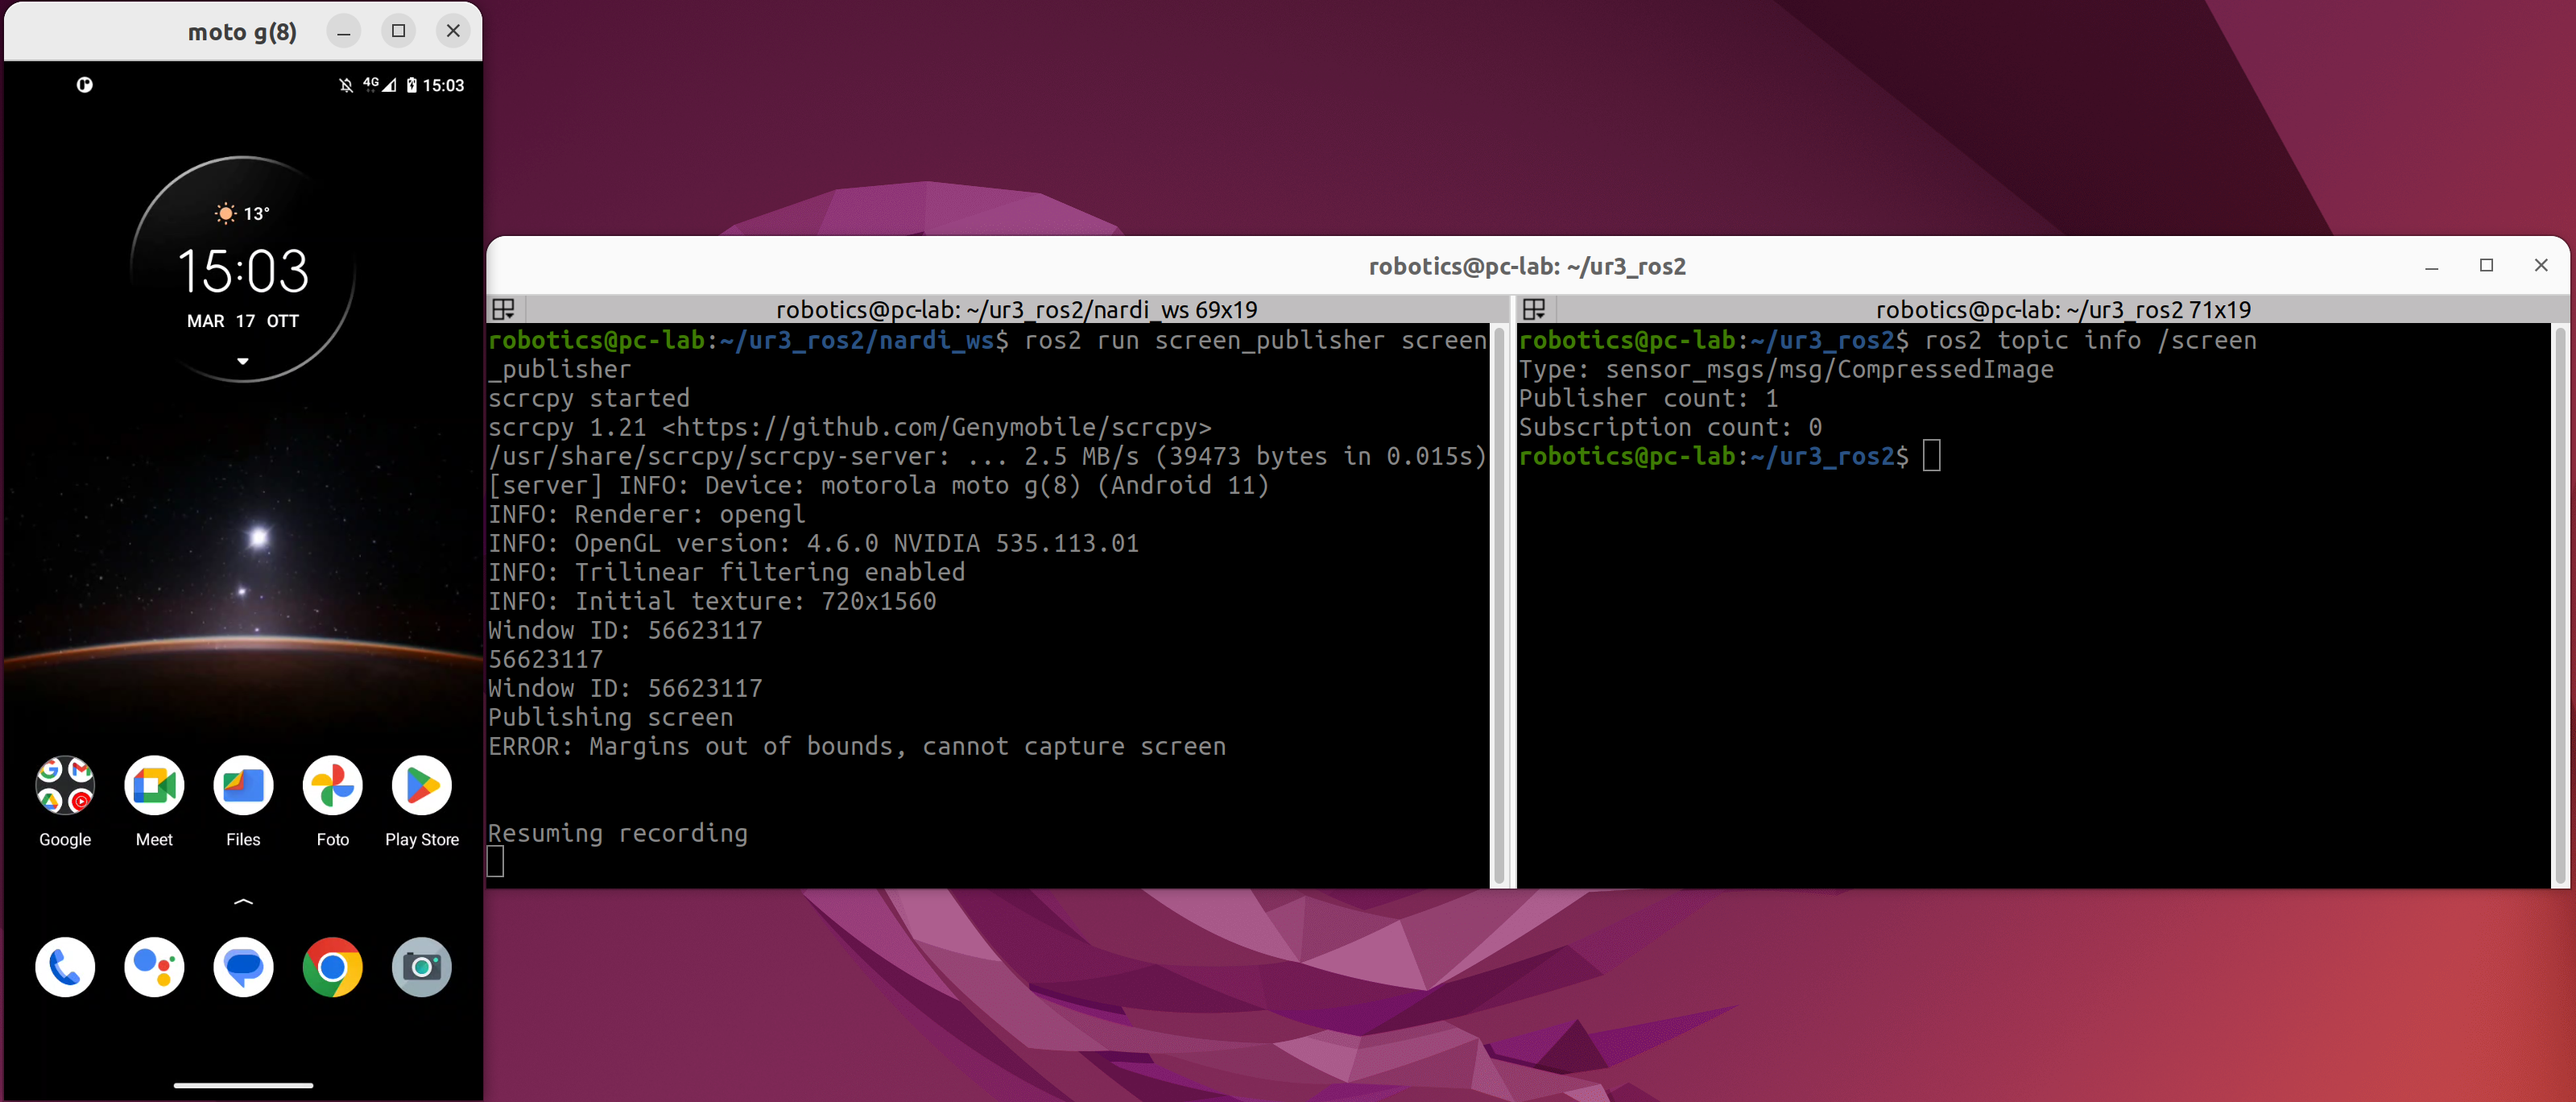 moto g(8)
4G 15:03
13°
15:03
MAR 17 OTT
Google Meet Files Foto Play Store
robotics@pc-lab: ~/ur3_ros2
robotics@pc-lab: ~/ur3_ros2/nardi_ws 69x19
robotics@pc-lab:~/ur3_ros2/nardi_ws$ ros2 run screen_publisher screen
_publisher
scrcpy started
scrcpy 1.21 <https://github.com/Genymobile/scrcpy>
/usr/share/scrcpy/scrcpy-server: ... 2.5 MB/s (39473 bytes in 0.015s)
[server] INFO: Device: motorola moto g(8) (Android 11)
INFO: Renderer: opengl
INFO: OpenGL version: 4.6.0 NVIDIA 535.113.01
INFO: Trilinear filtering enabled
INFO: Initial texture: 720x1560
Window ID: 56623117
56623117
Window ID: 56623117
Publishing screen
ERROR: Margins out of bounds, cannot capture screen
Resuming recording
robotics@pc-lab: ~/ur3_ros2 71x19
robotics@pc-lab:~/ur3_ros2$ ros2 topic info /screen
Type: sensor_msgs/msg/CompressedImage
Publisher count: 1
Subscription count: 0
robotics@pc-lab:~/ur3_ros2$